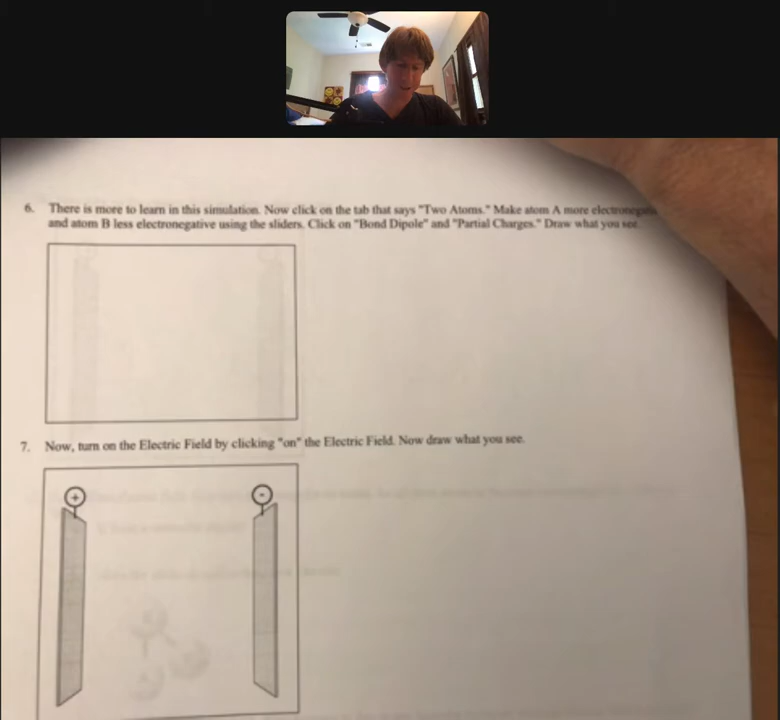 6. There is more to learn in this simulation. Now click on the tab that says "Two Atoms." Make atom A more
and atom B less electronegative using the sliders. Click on "Bond Dipole" and "Partial Charges." Draw what you see.
7. Now, turn on the Electric Field by clicking "on" the Electric Field. Now draw what you see.
+ -